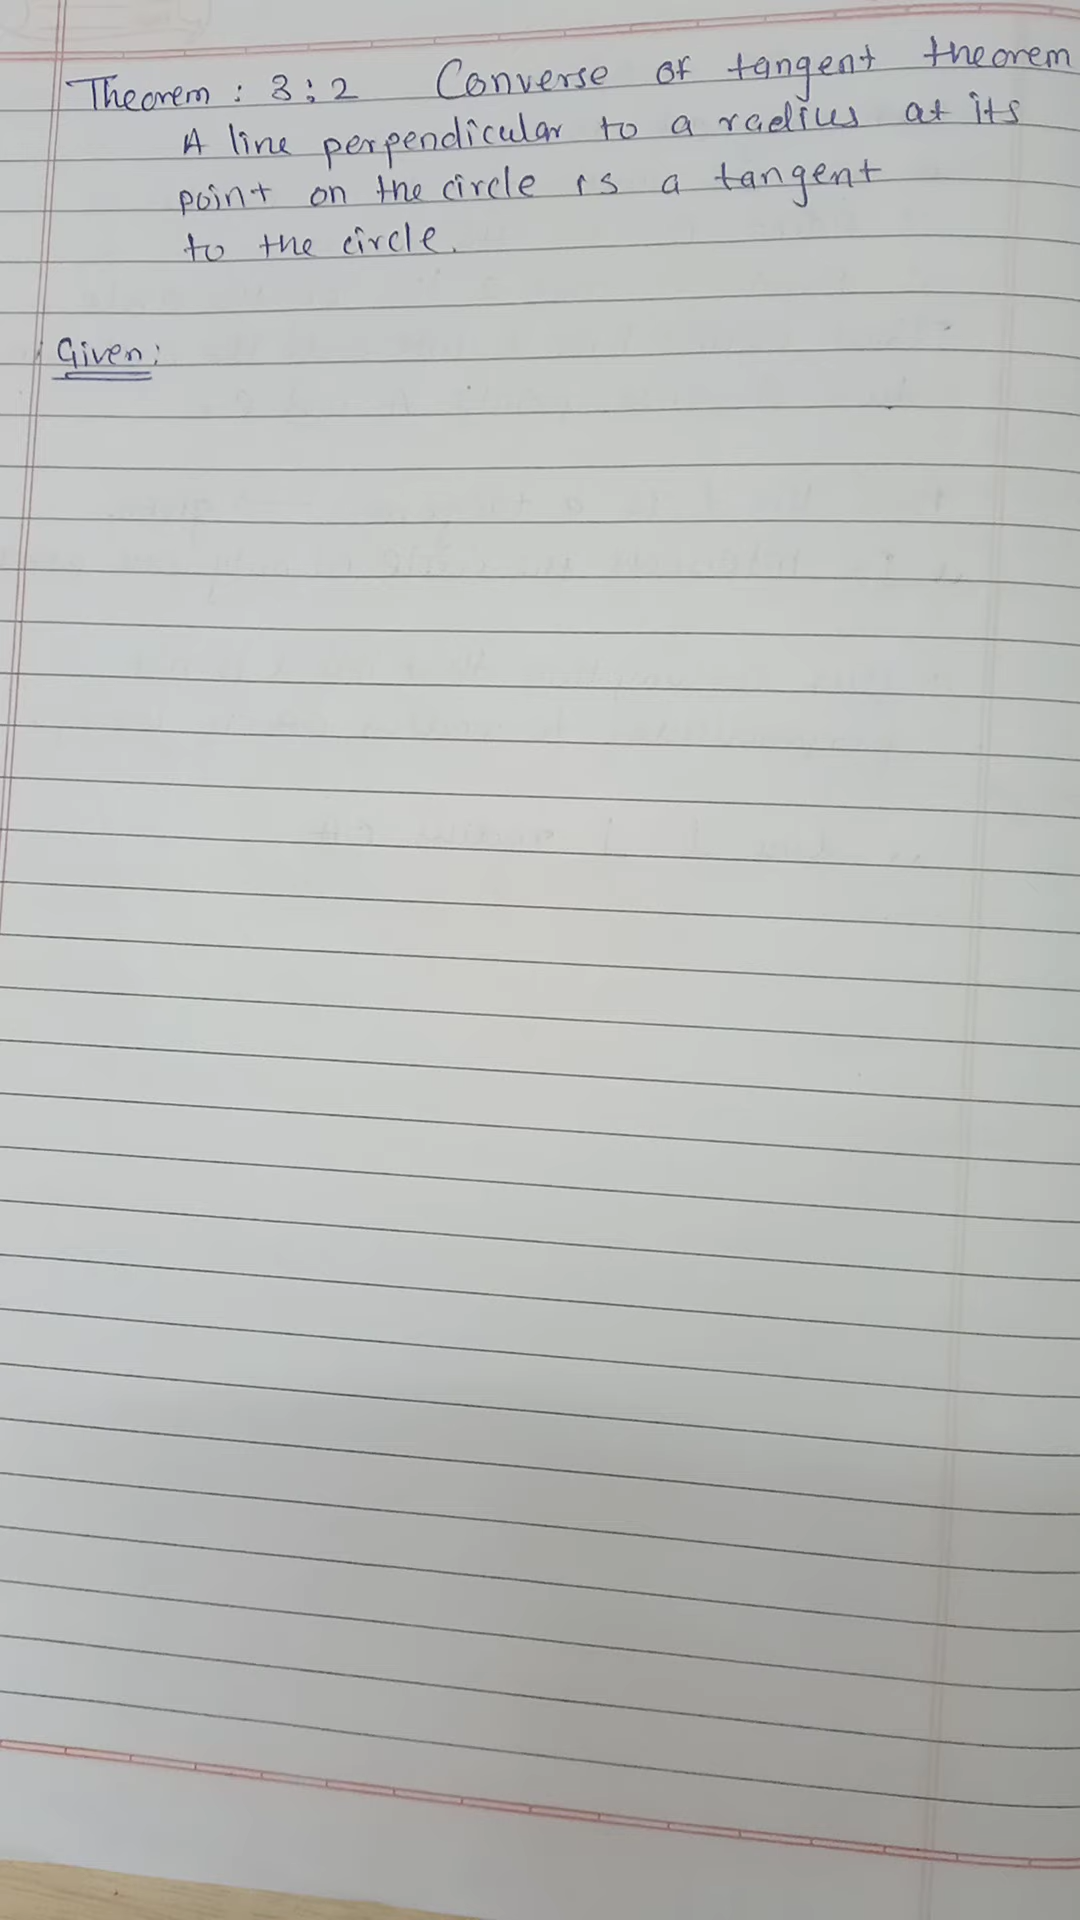 Theorem : 3:2 Converse of tangent theorem
A line perpendicular to a radius at its
point on the circle is a tangent
to the circle.
Given: